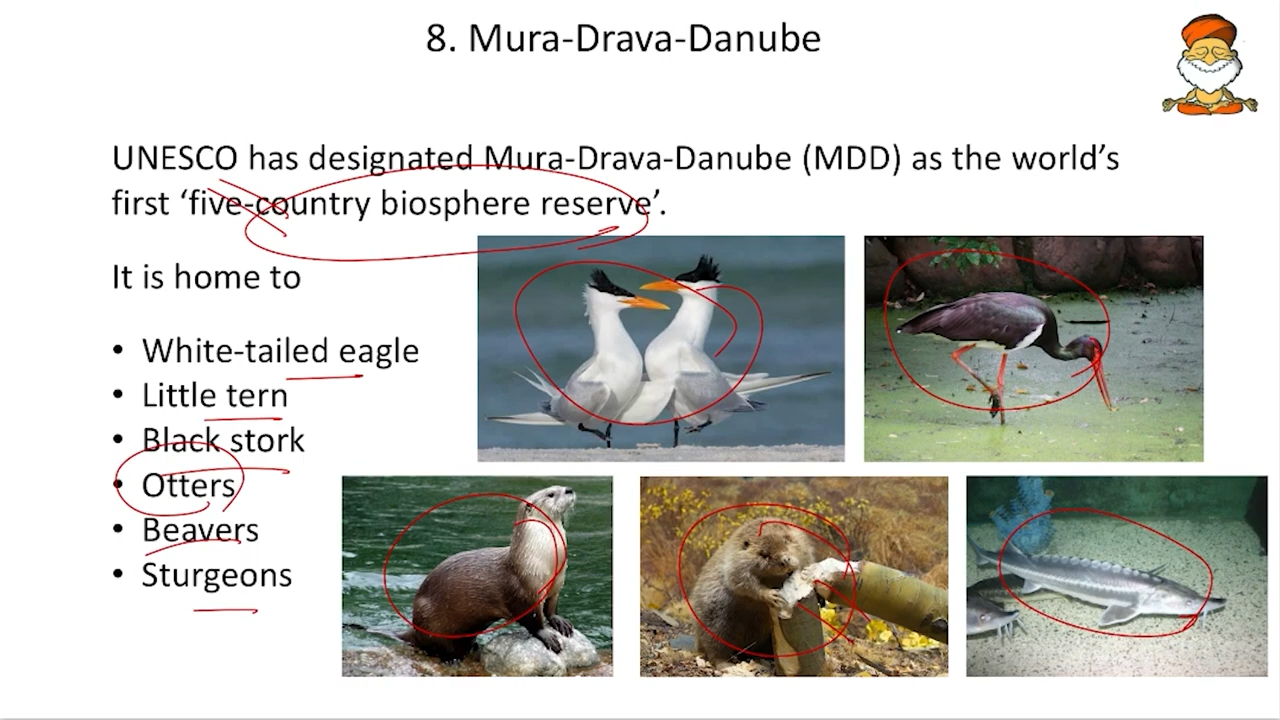 8. Mura-Drava-Danube
UNESCO has designated Mura-Drava-Danube (MDD) as the world’s
first ‘five-country biosphere reserve’.
It is home to
• White-tailed eagle
• Little tern
• Black stork
• Otters
• Beavers
• Sturgeons